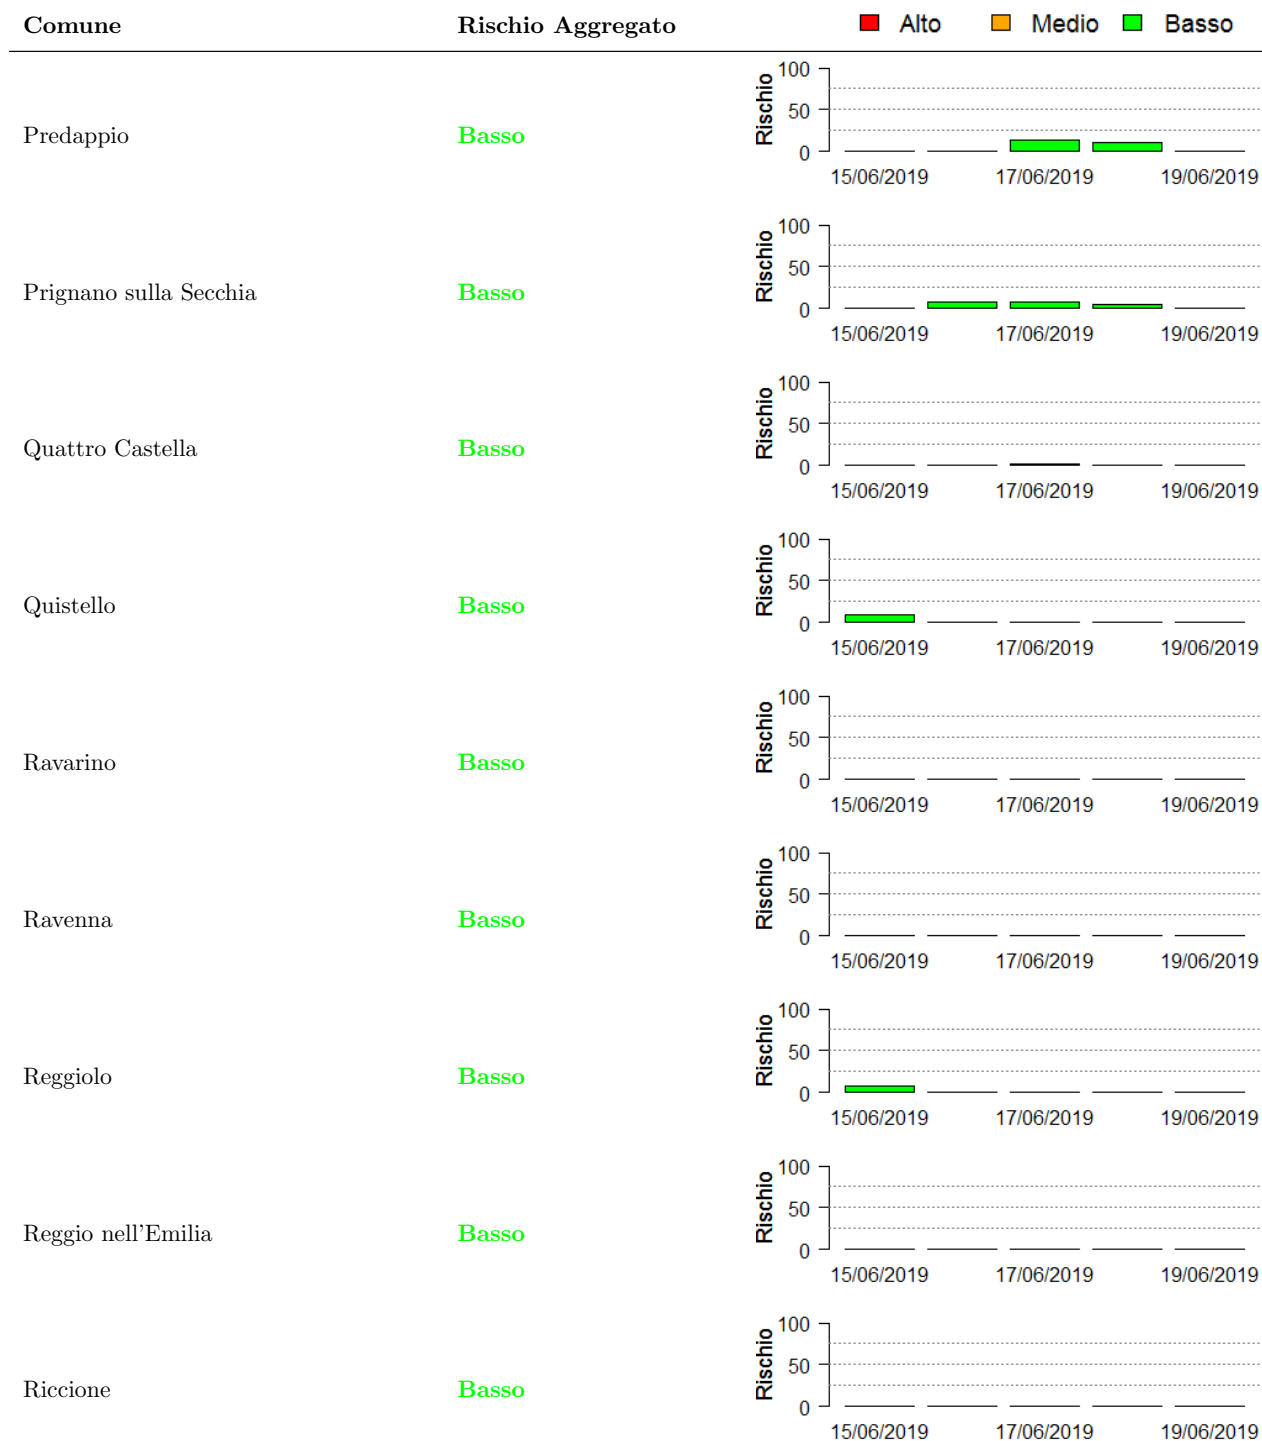 Comune Rischio Aggregato Alto Medio Basso
100
50
0
Rischio
Predappio Basso
15/06/2019 17/06/2019 19/06/2019
100
50
0
Rischio
Prignano sulla Secchia Basso
15/06/2019 17/06/2019 19/06/2019
100
50
0
Rischio
Quattro Castella Basso
15/06/2019 17/06/2019 19/06/2019
100
50
0
Rischio
Quistello Basso
15/06/2019 17/06/2019 19/06/2019
100
50
0
Rischio
Ravarino Basso
15/06/2019 17/06/2019 19/06/2019
100
50
0
Rischio
Ravenna Basso
15/06/2019 17/06/2019 19/06/2019
100
50
0
Rischio
Reggiolo Basso
15/06/2019 17/06/2019 19/06/2019
100
50
0
Rischio
Reggio nell'Emilia Basso
15/06/2019 17/06/2019 19/06/2019
100
50
0
Rischio
Riccione Basso
15/06/2019 17/06/2019 19/06/2019